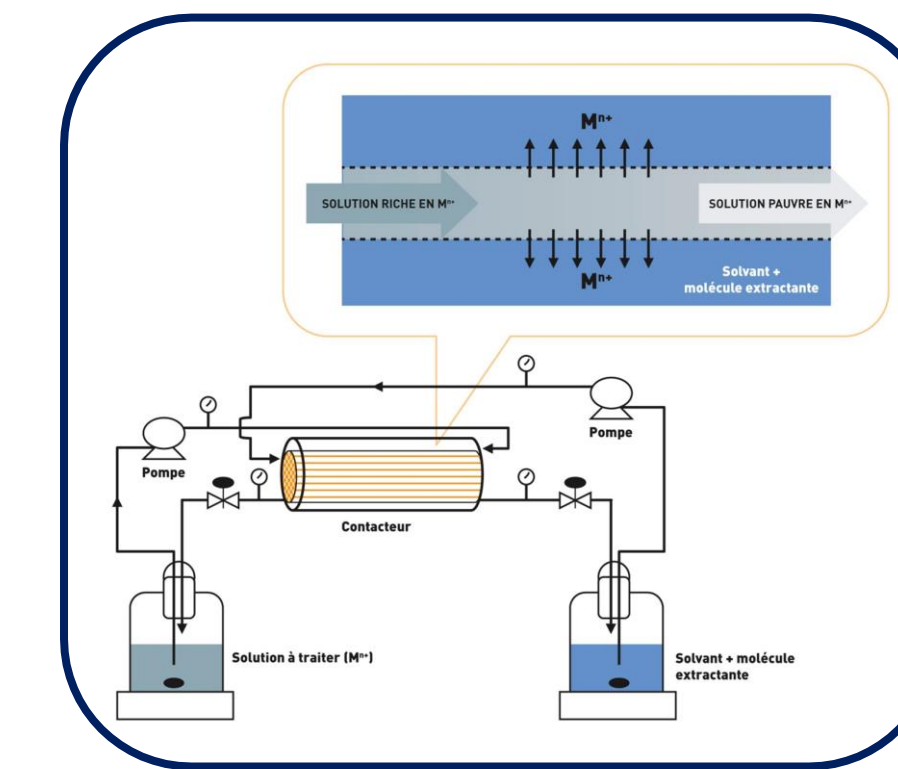 Mⁿ⁺
SOLUTION RICHE EN Mⁿ⁺
SOLUTION PAUVRE EN Mⁿ⁺
Mⁿ⁺
Solvant +
molécule extractante
Pompe
Pompe
Contacteur
Solution à traiter (Mⁿ⁺)
Solvant + molécule
extractante